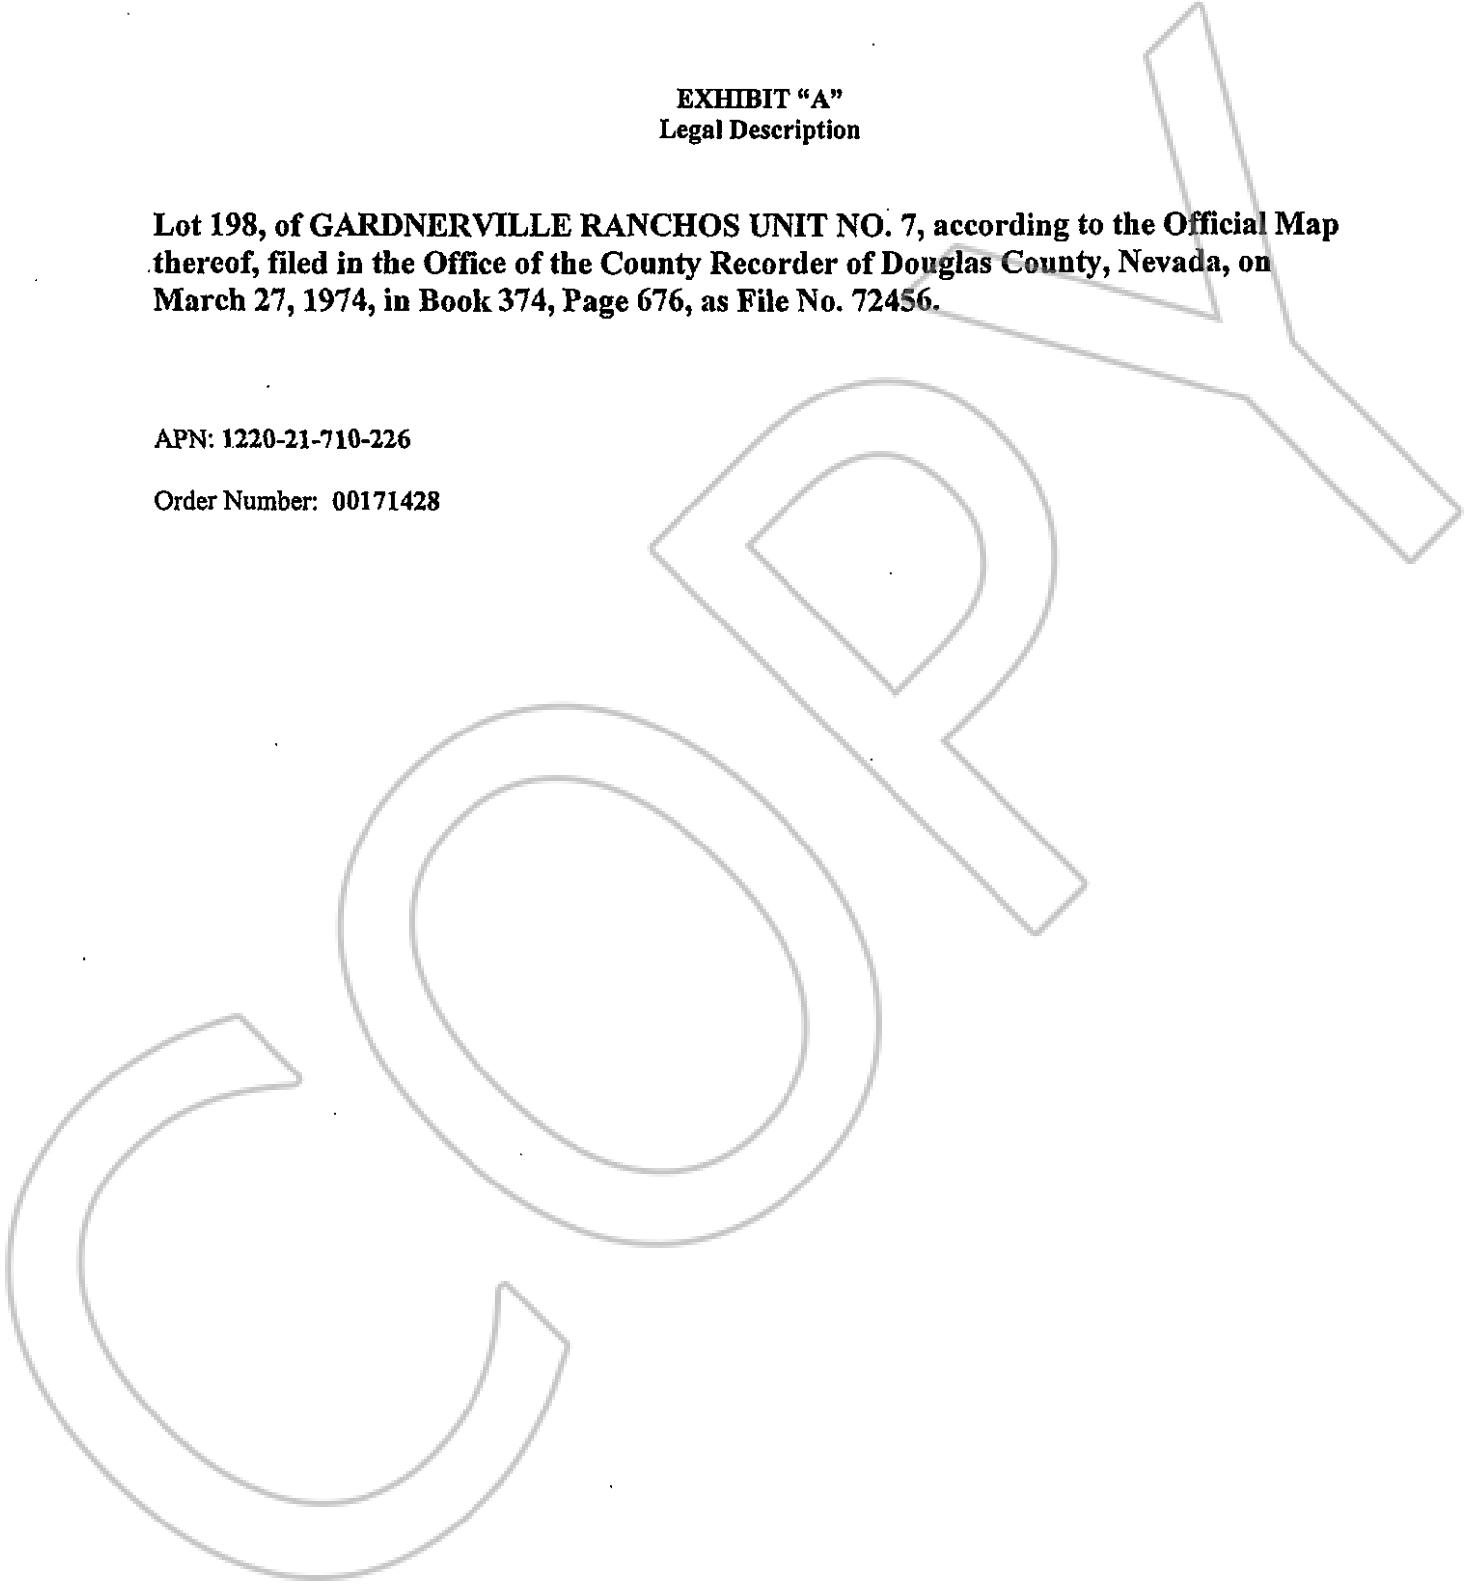 EXHIBIT “A”
Legal Description
Lot 198, of GARDNERVILLE RANCHOS UNIT NO. 7, according to the Official Map
thereof, filed in the Office of the County Recorder of Douglas County, Nevada, on
March 27, 1974, in Book 374, Page 676, as File No. 72456.
APN: 1220-21-710-226
Order Number: 00171428
COPY